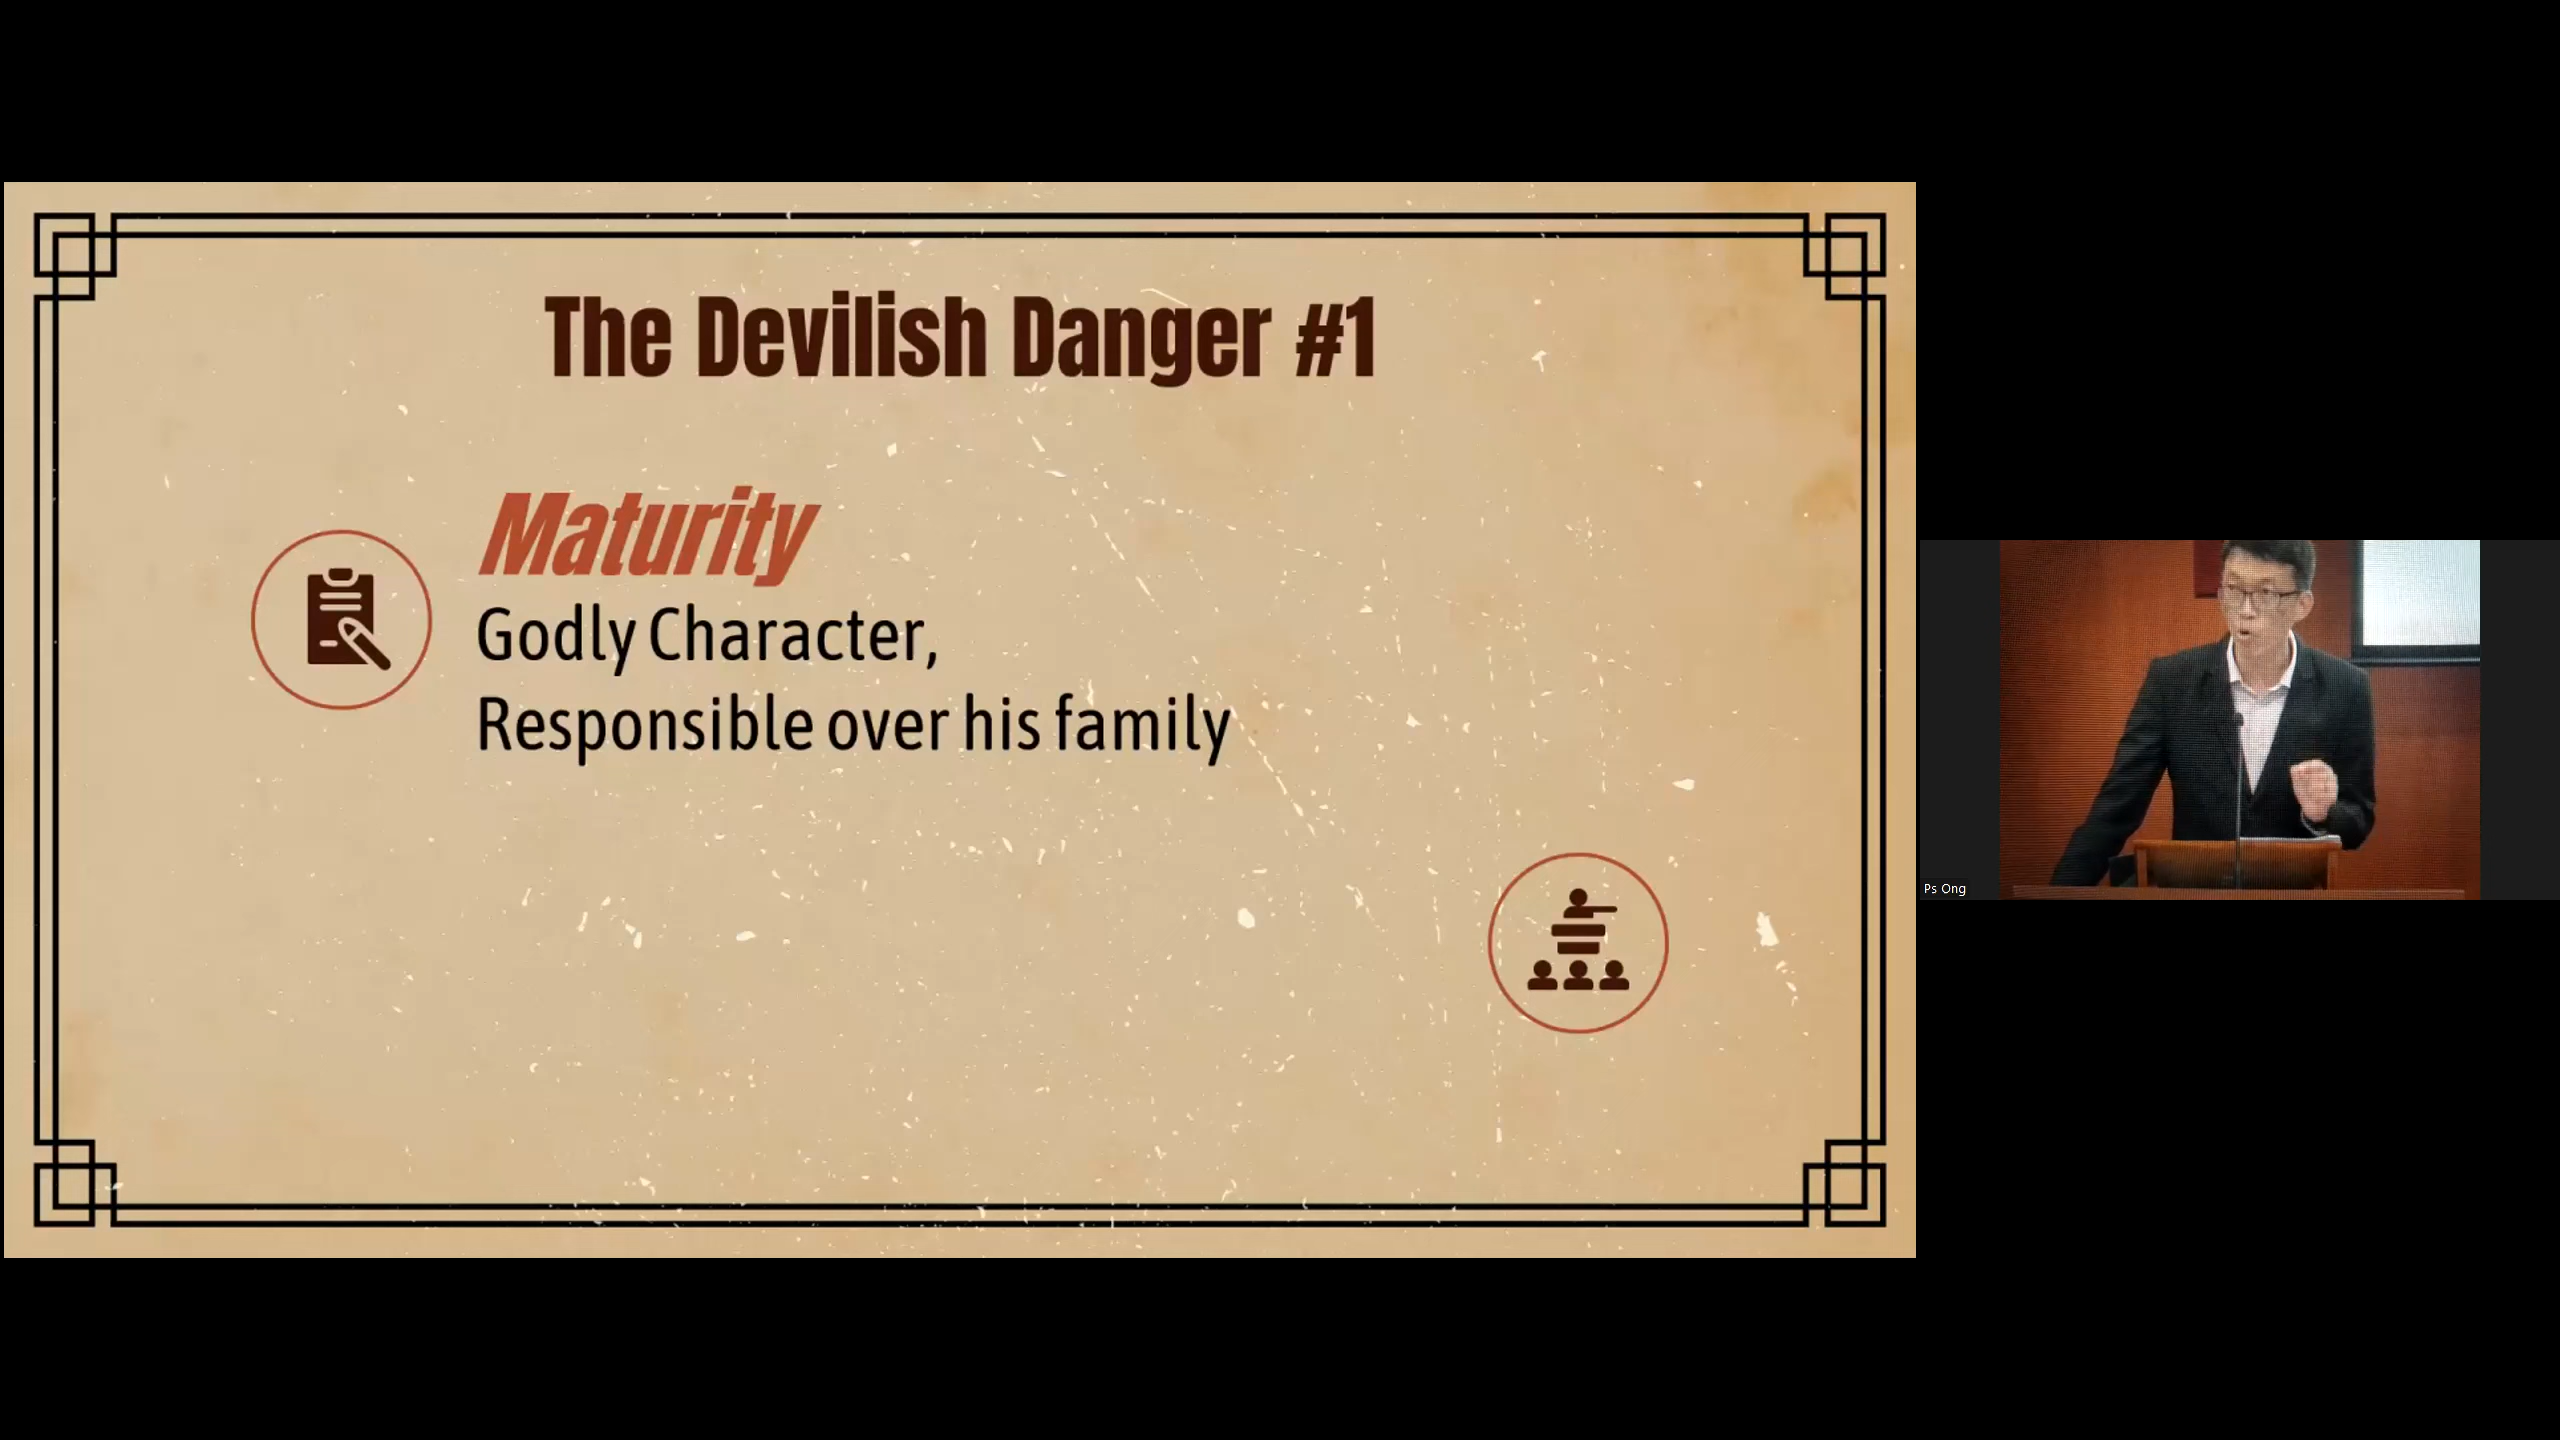 The Devilish Danger #1
Maturity
Godly Character,
Responsible over his family
Ps Ong